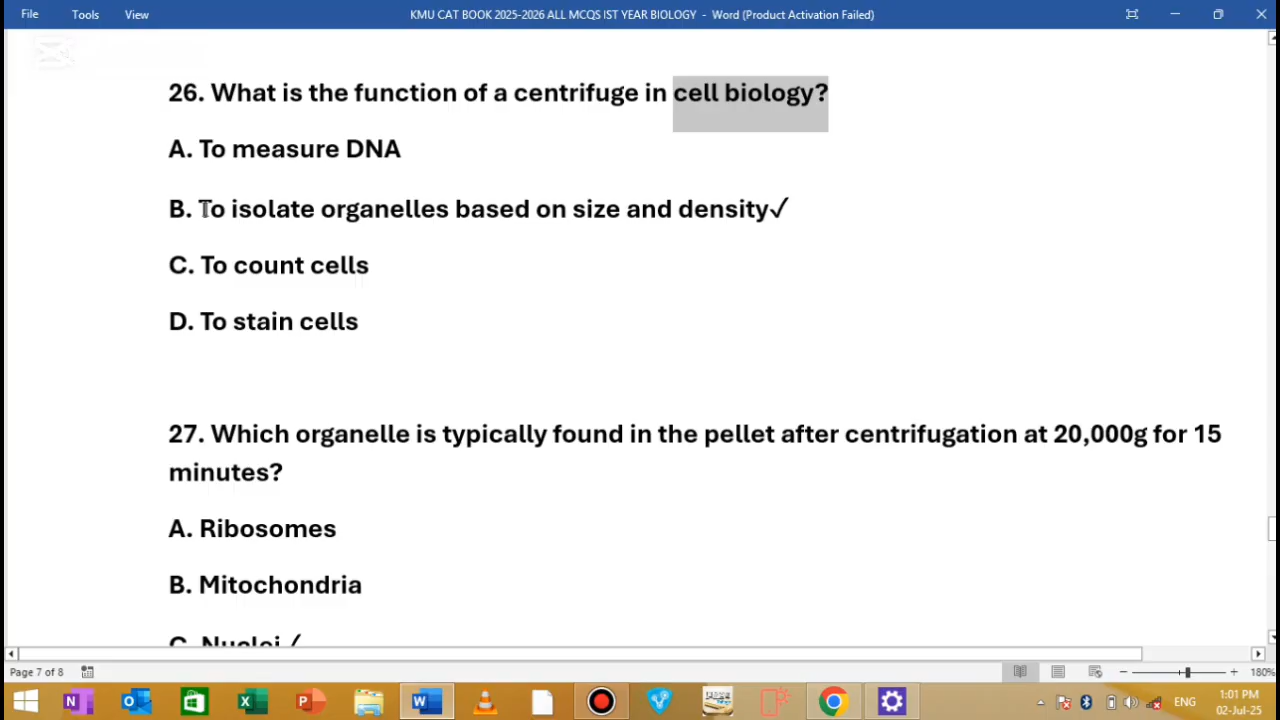 File Tools View KMU CAT BOOK 2025-2026 ALL MCQS IST YEAR BIOLOGY - Word (Product Activation Failed)
26. What is the function of a centrifuge in cell biology?
A. To measure DNA
B. To isolate organelles based on size and density✓
C. To count cells
D. To stain cells
27. Which organelle is typically found in the pellet after centrifugation at 20,000g for 15
minutes?
A. Ribosomes
B. Mitochondria
C. Nuclei ✓
Page 7 of 8 180%
ENG 1:01 PM
02-Jul-25